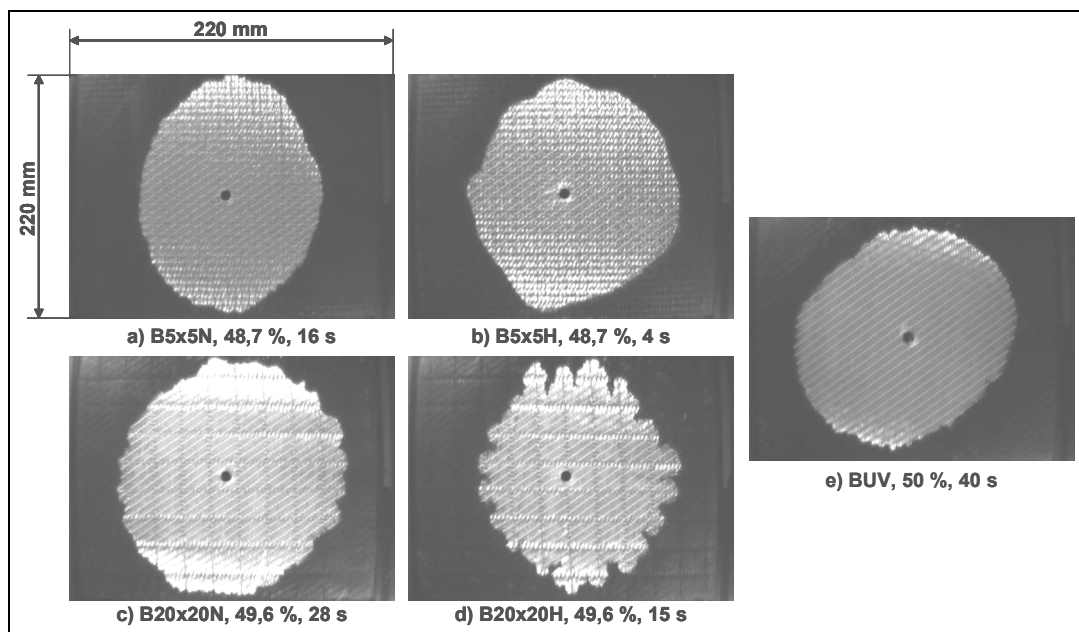 220 mm
220 mm
a) B5x5N, 48,7 %, 16 s
b) B5x5H, 48,7 %, 4 s
c) B20x20N, 49,6 %, 28 s
d) B20x20H, 49,6 %, 15 s
e) BUV, 50 %, 40 s